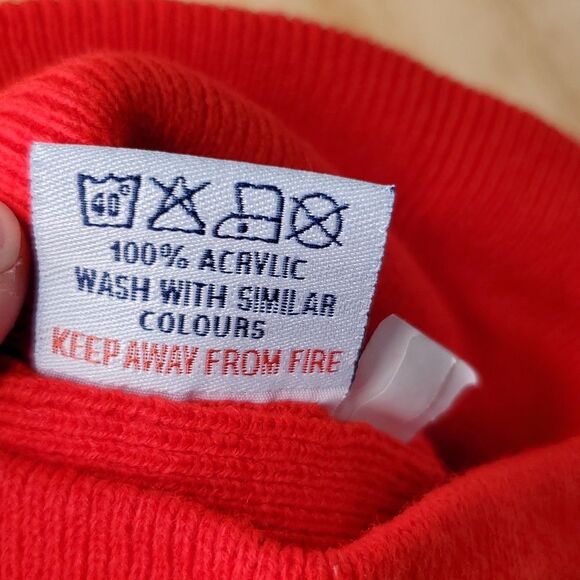 40°
100% ACRYLIC
WASH WITH SIMILAR
COLOURS
KEEP AWAY FROM FIRE